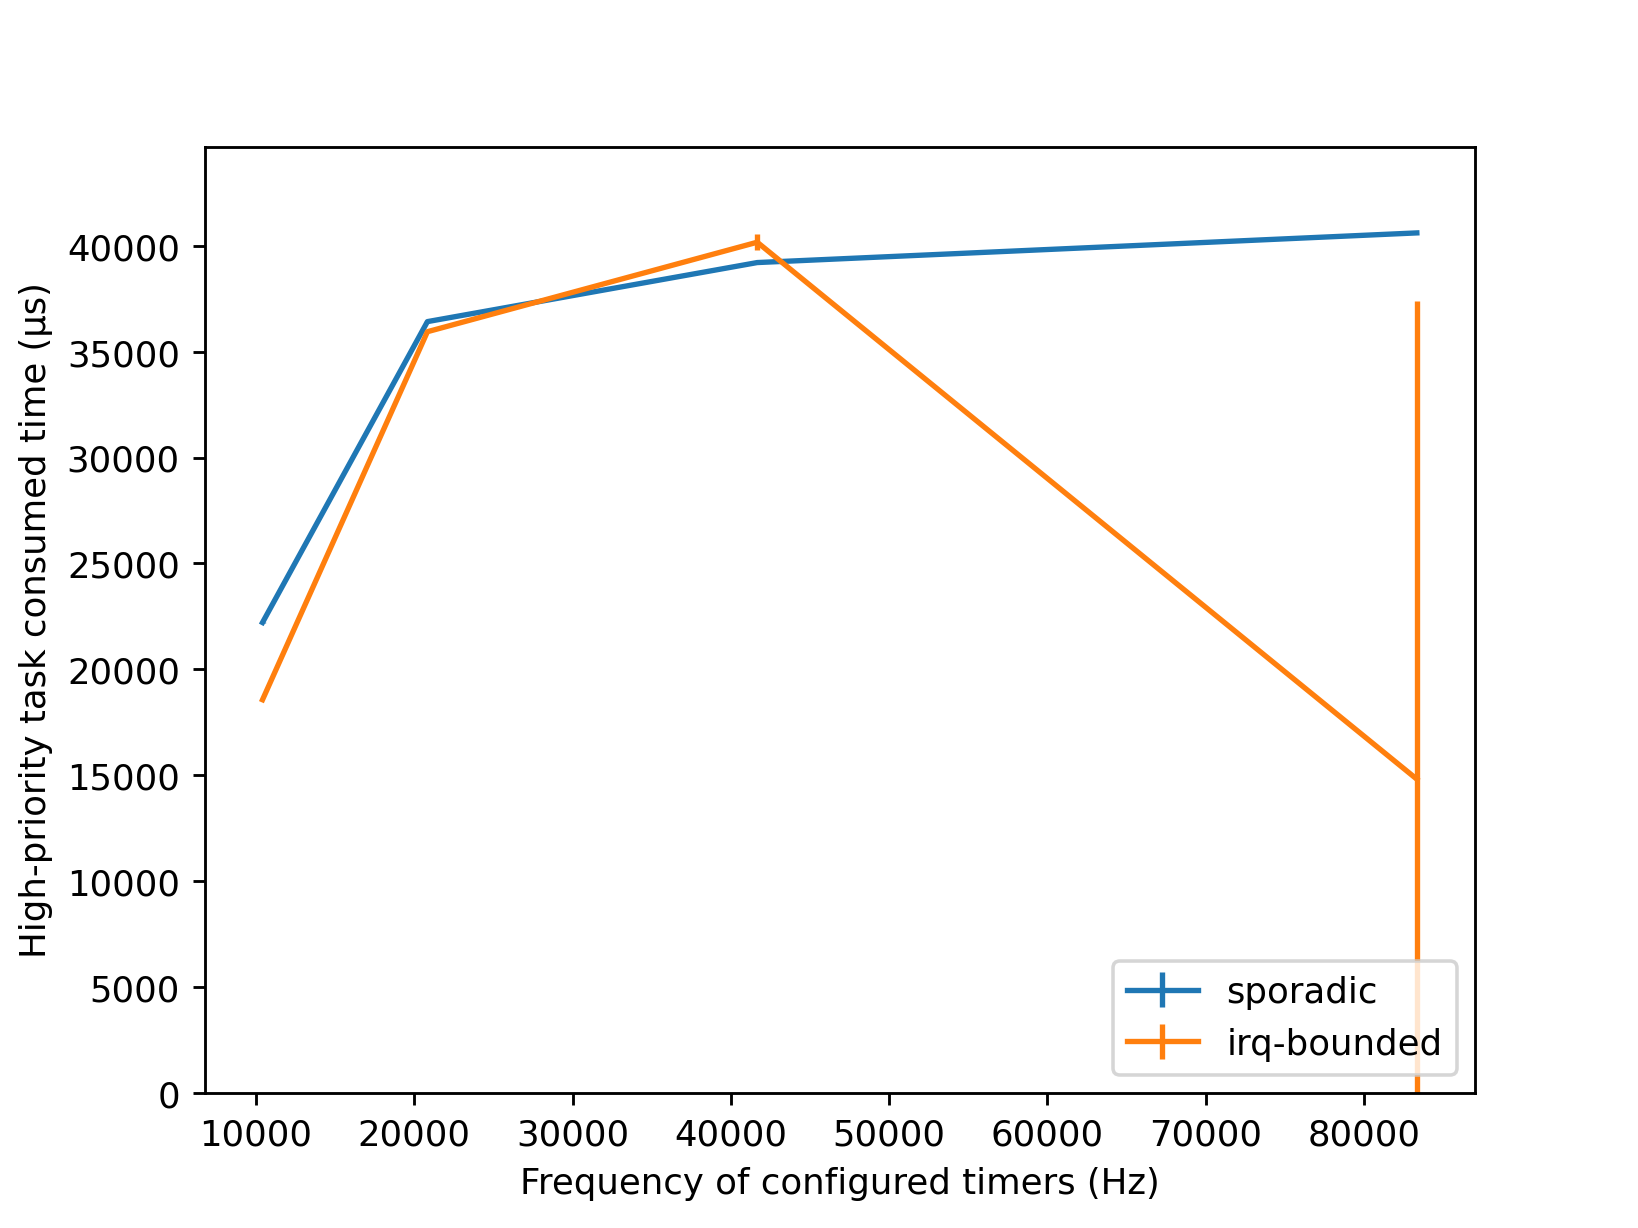 40000
35000
30000
25000
20000
15000
10000
5000
0
High-priority task consumed time (µs)
10000 20000 30000 40000 50000 60000 70000 80000
Frequency of configured timers (Hz)
sporadic
irq-bounded